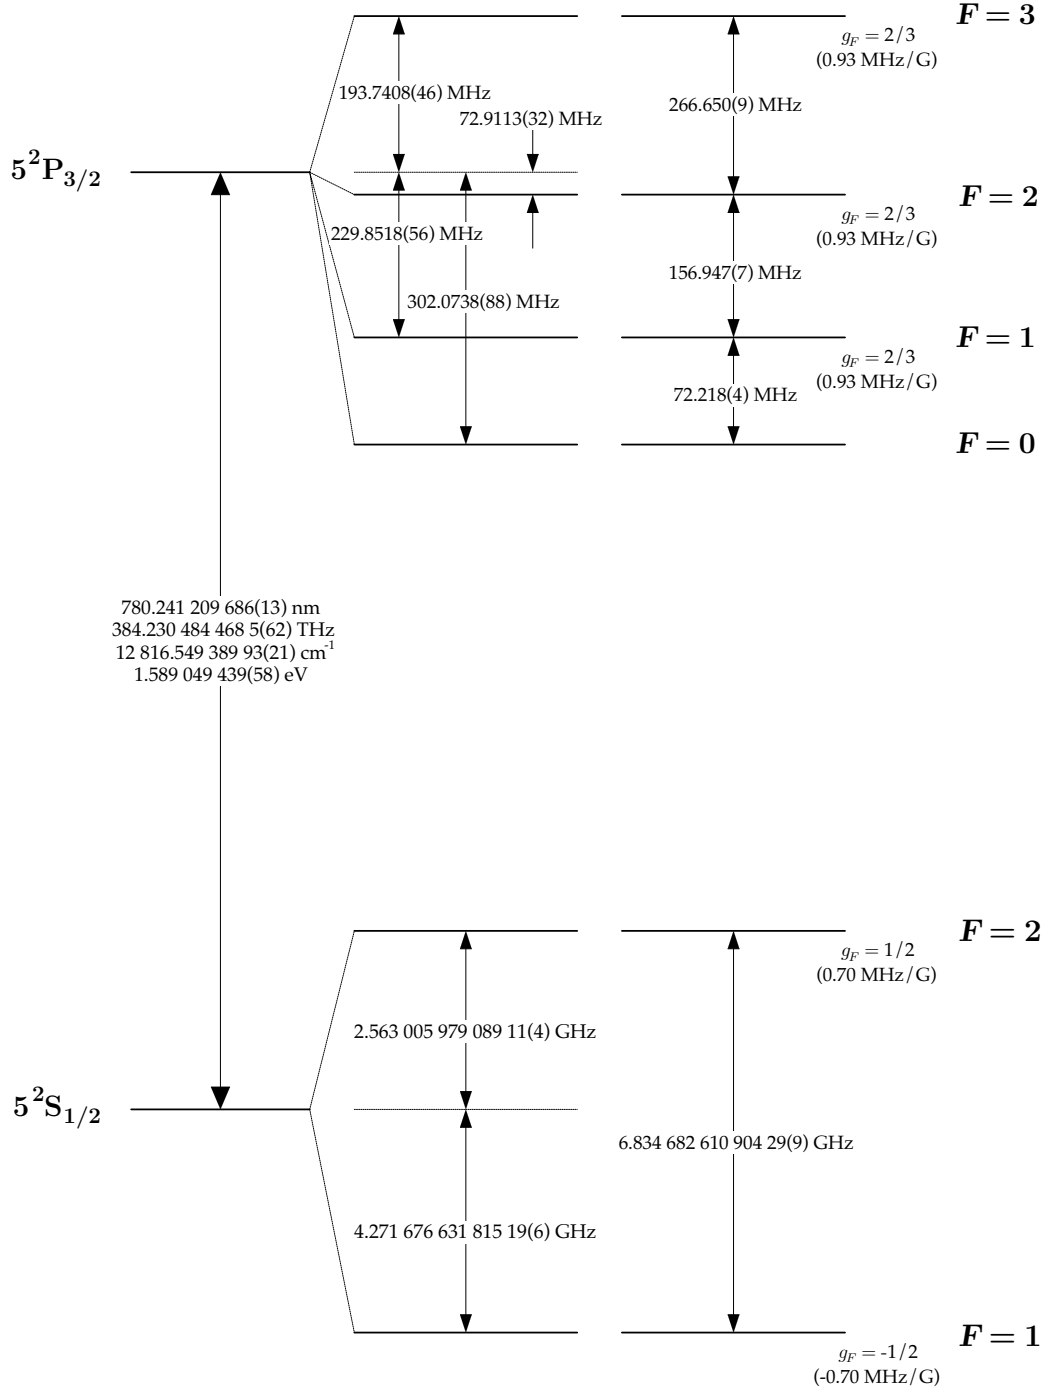 F = 3
g_F = 2/3
(0.93 MHz/G)
193.7408(46) MHz
72.9113(32) MHz
266.650(9) MHz
5²P₃/₂
F = 2
g_F = 2/3
(0.93 MHz/G)
229.8518(56) MHz
156.947(7) MHz
302.0738(88) MHz
F = 1
g_F = 2/3
(0.93 MHz/G)
72.218(4) MHz
F = 0
780.241 209 686(13) nm
384.230 484 468 5(62) THz
12 816.549 389 93(21) cm⁻¹
1.589 049 439(58) eV
F = 2
g_F = 1/2
(0.70 MHz/G)
2.563 005 979 089 11(4) GHz
5²S₁/₂
6.834 682 610 904 29(9) GHz
4.271 676 631 815 19(6) GHz
F = 1
g_F = -1/2
(-0.70 MHz/G)